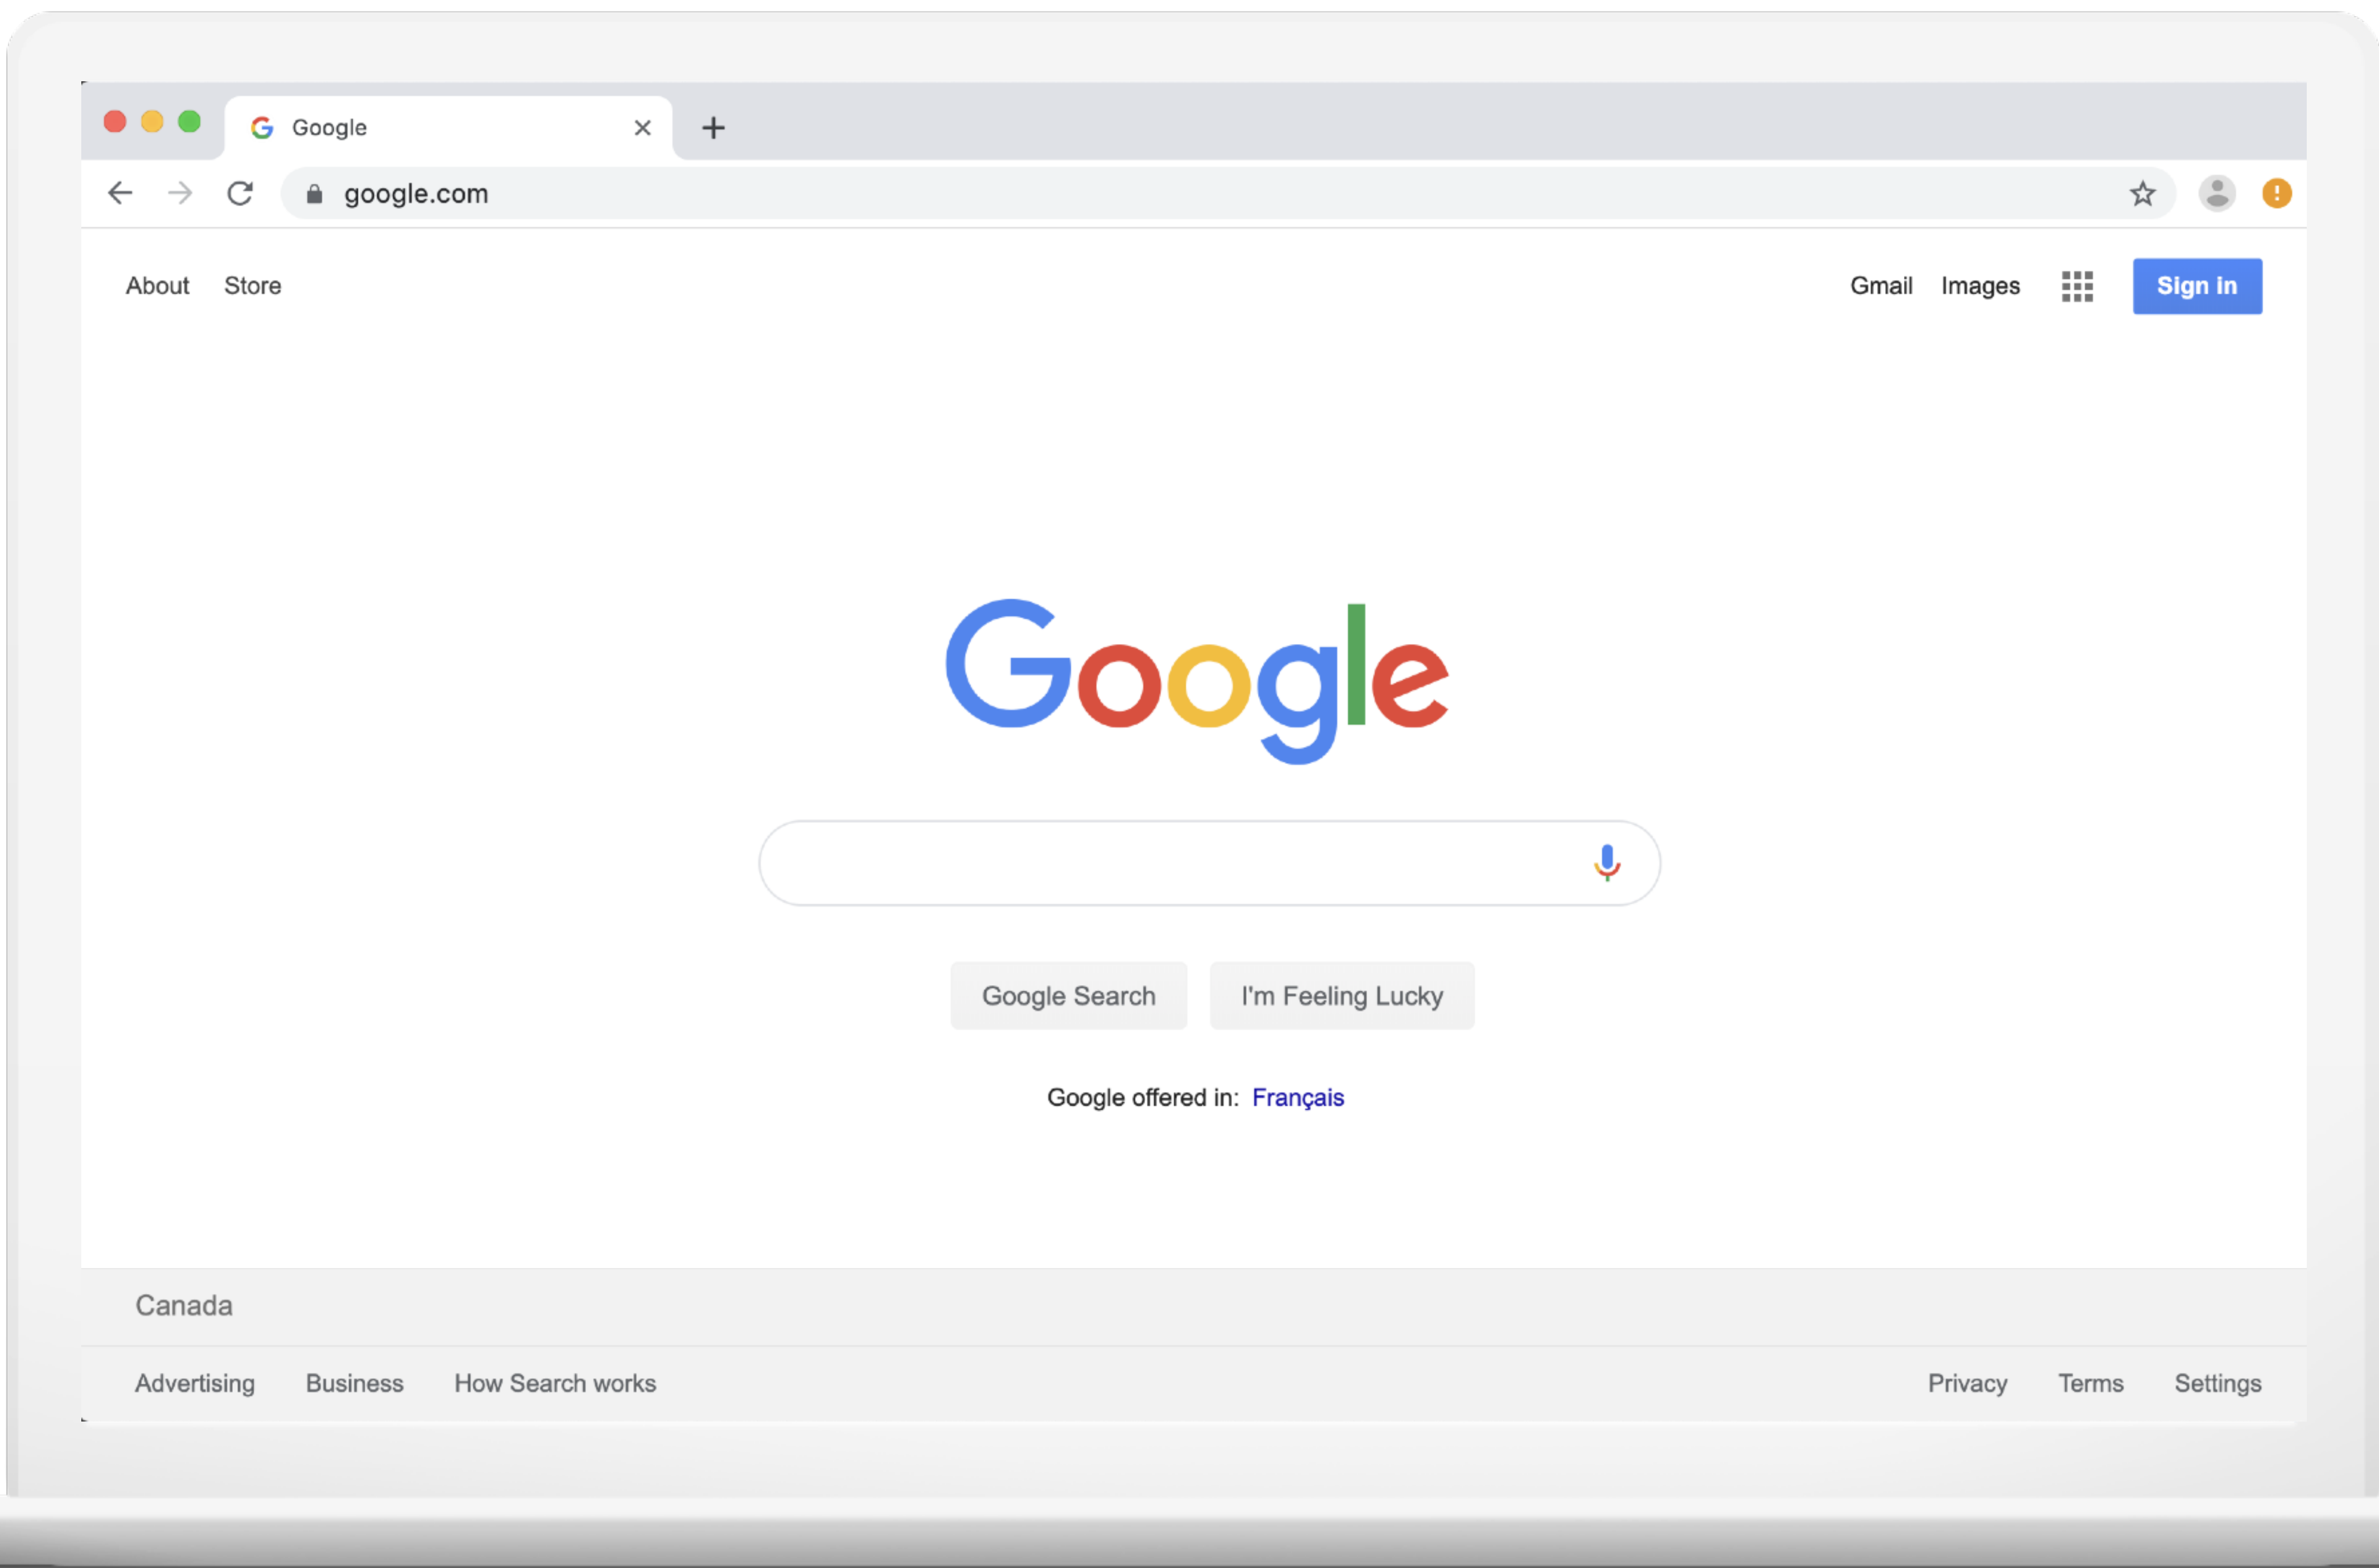 Google
google.com
About Store Gmail Images Sign in
Google
Google Search I'm Feeling Lucky
Google offered in: Français
Canada
Advertising Business How Search works Privacy Terms Settings